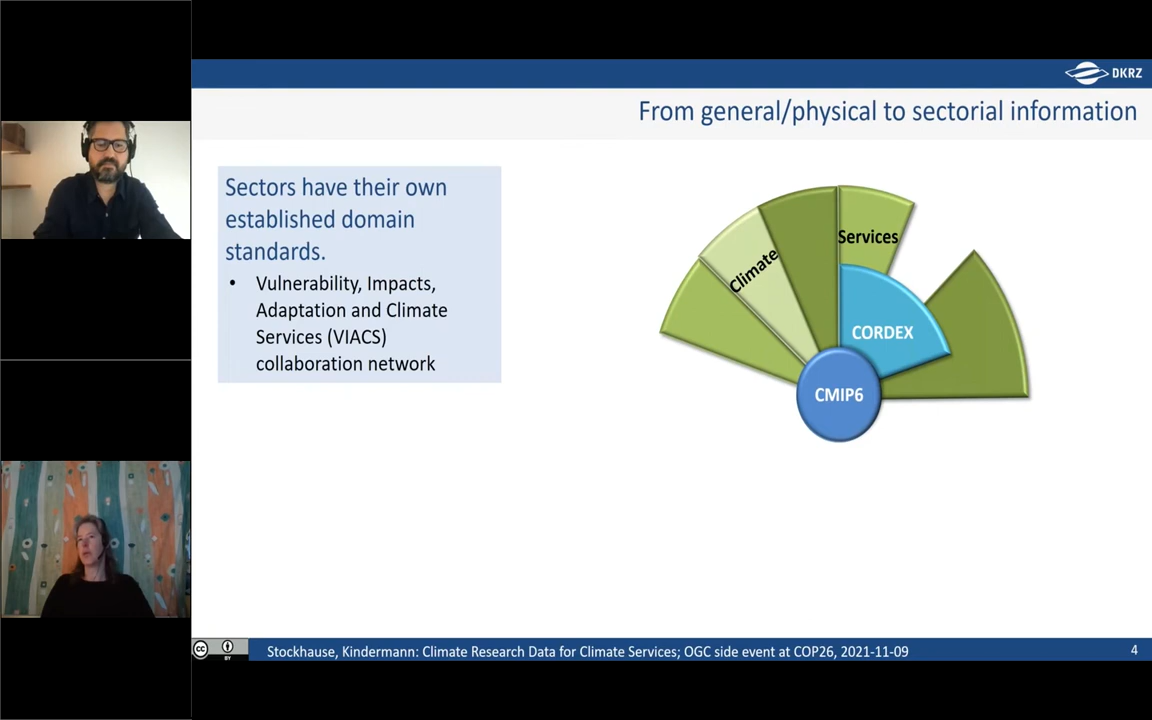 DKRZ
From general/physical to sectorial information
Sectors have their own
established domain
standards.
• Vulnerability, Impacts,
Adaptation and Climate
Services (VIACS)
collaboration network
Climate
Services
CORDEX
CMIP6
cc
BY
Stockhause, Kindermann: Climate Research Data for Climate Services; OGC side event at COP26, 2021-11-09
4